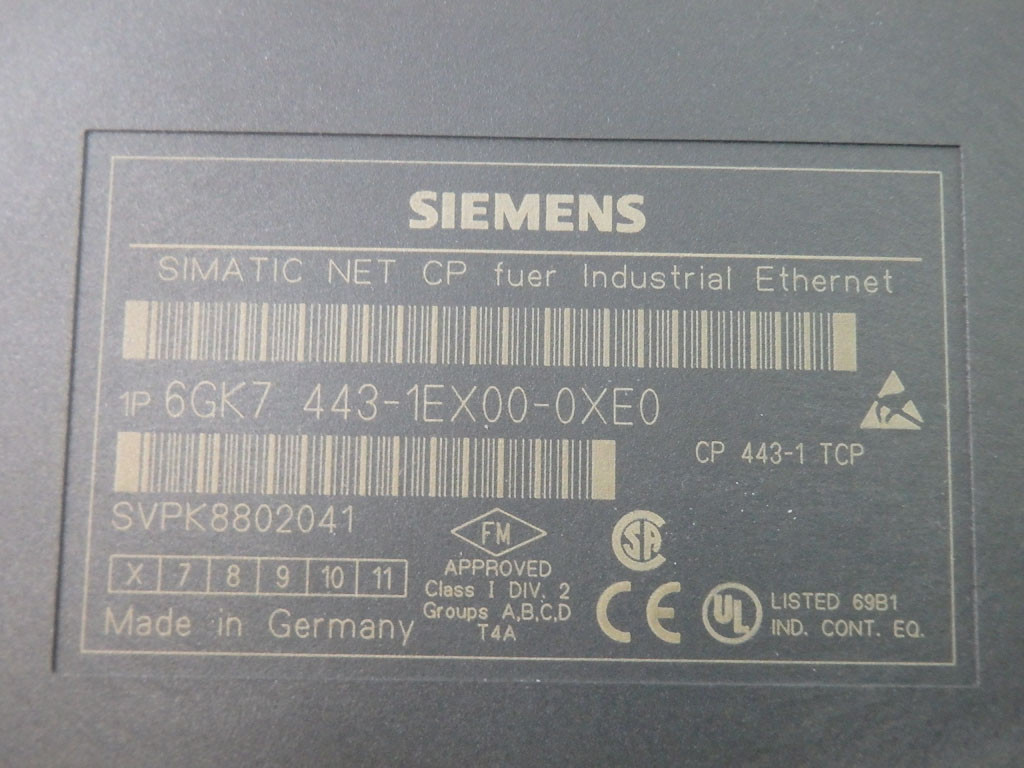 SIEMENS
SIMATIC NET CP fuer Industrial Ethernet
1P 6GK7 443-1EX00-0XE0
CP 443-1 TCP
SVPK8802041
X 7 8 9 10 11
Made in Germany
FM
APPROVED
Class I DIV. 2
Groups A,B,C,D
T4A
SA
CE
UL
LISTED 69B1
IND. CONT. EQ.